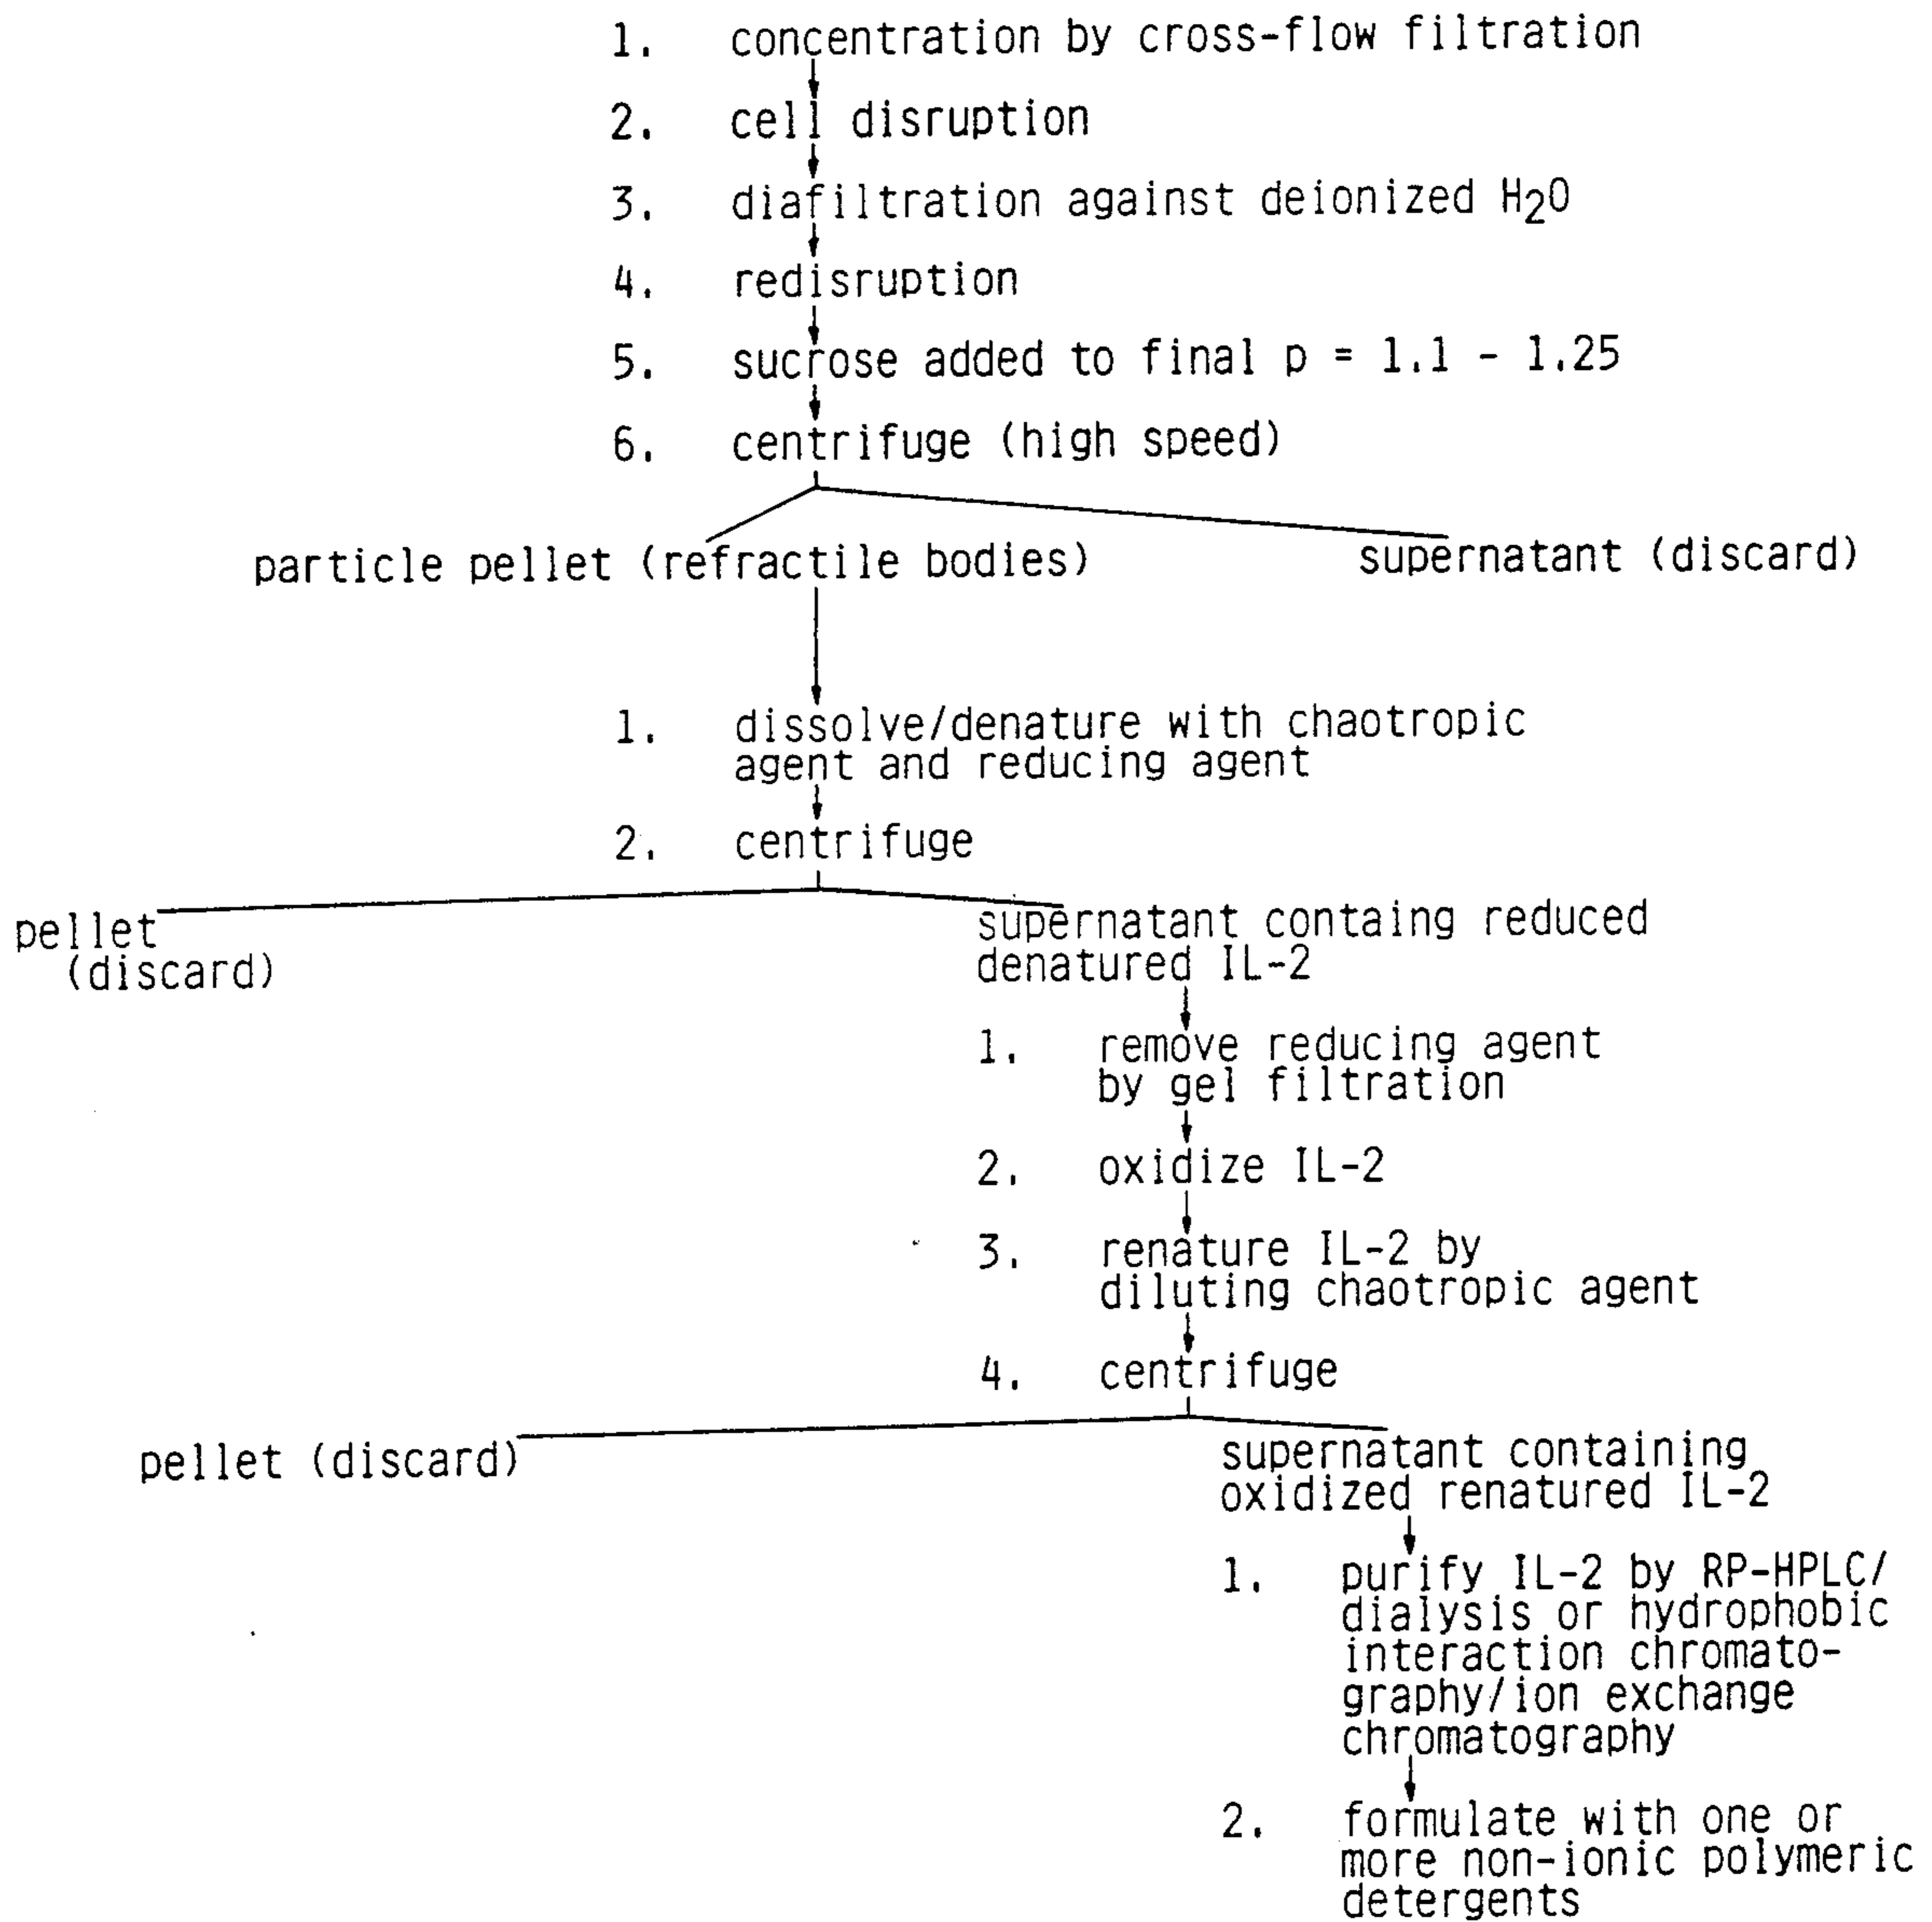 1. concentration by cross-flow filtration
2. cell disruption
3. diafiltration against deionized H2O
4. redisruption
5. sucrose added to final p = 1.1 - 1.25
6. centrifuge (high speed)
particle pellet (refractile bodies)
supernatant (discard)
1. dissolve/denature with chaotropic
agent and reducing agent
2. centrifuge
pellet
(discard)
supernatant containg reduced
denatured IL-2
1. remove reducing agent
by gel filtration
2. oxidize IL-2
3. renature IL-2 by
diluting chaotropic agent
4. centrifuge
pellet (discard)
supernatant containing
oxidized renatured IL-2
1. purify IL-2 by RP-HPLC/
dialysis or hydrophobic
interaction chromato-
graphy/ion exchange
chromatography
2. formulate with one or
more non-ionic polymeric
detergents